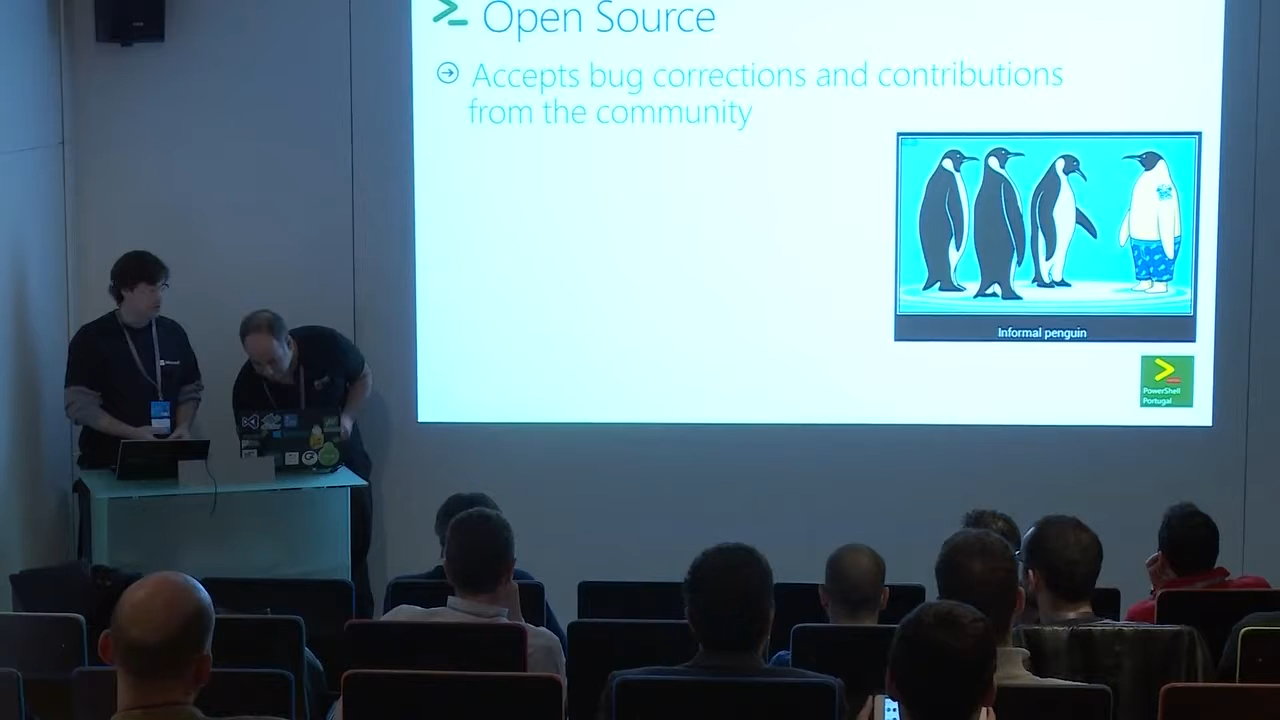 Open Source
Accepts bug corrections and contributions
from the community
Informal penguin
PowerShell
Portugal